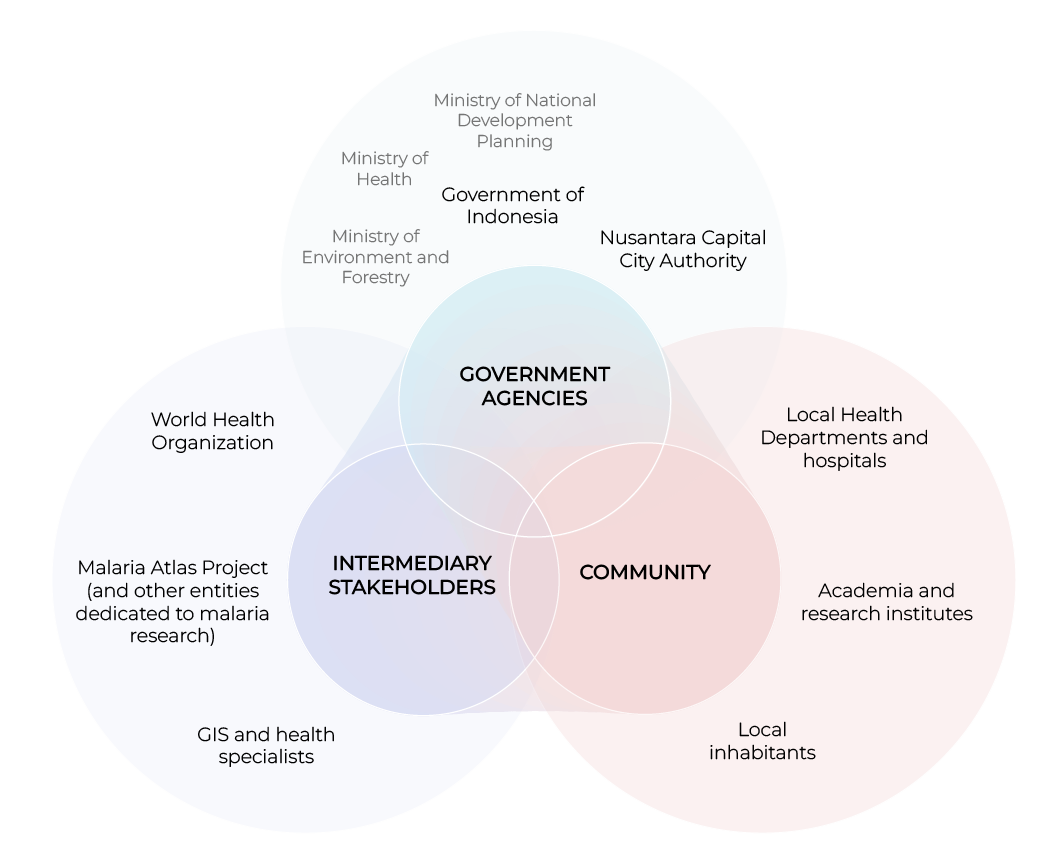 Ministry of National
Development
Planning
Ministry of
Health
Government of
Indonesia
Ministry of
Environment and
Forestry
Nusantara Capital
City Authority
GOVERNMENT
AGENCIES
World Health
Organization
Local Health
Departments and
hospitals
Malaria Atlas Project
(and other entities
dedicated to malaria
research)
INTERMEDIARY
STAKEHOLDERS
COMMUNITY
Academia and
research institutes
GIS and health
specialists
Local
inhabitants